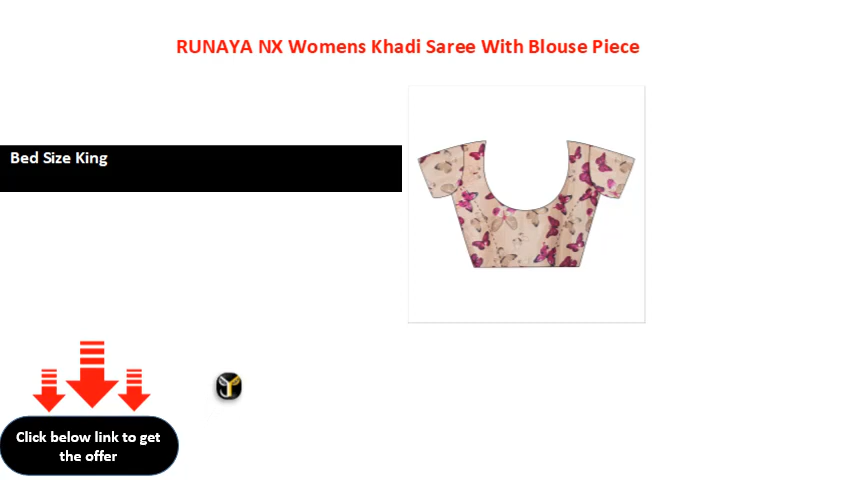 RUNAYA NX Womens Khadi Saree With Blouse Piece
Bed Size King
Click below link to get
the offer